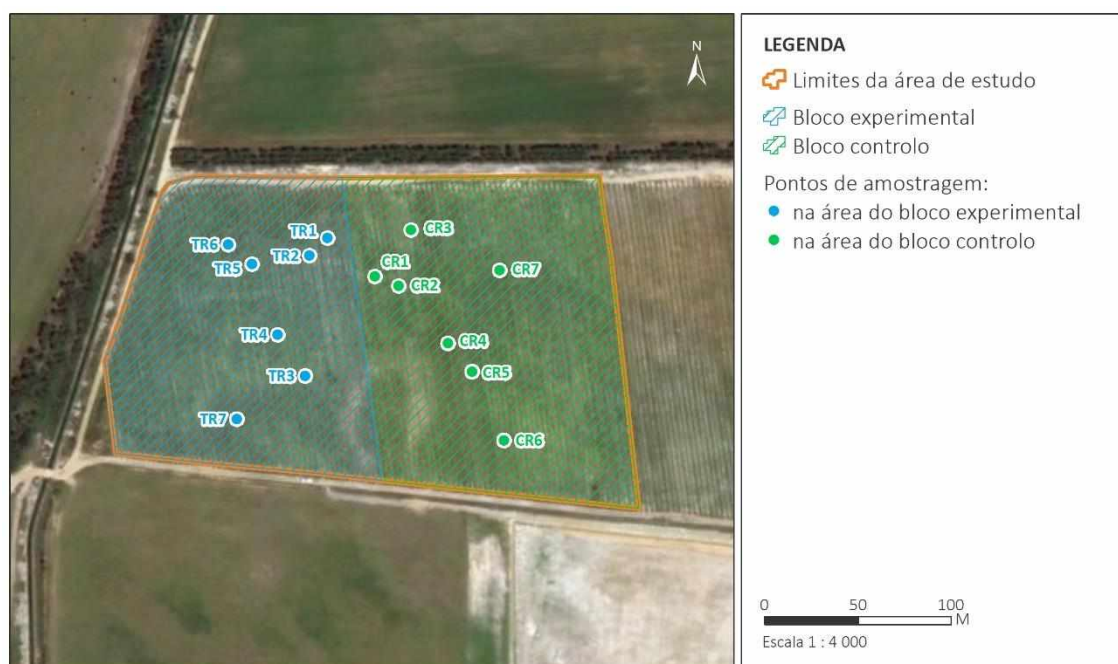 N
TR1
TR6
TR2
TR5
TR4
TR3
TR7
CR3
CR1
CR7
CR2
CR4
CR5
CR6
LEGENDA
Limites da área de estudo
Bloco experimental
Bloco controlo
Pontos de amostragem:
na área do bloco experimental
na área do bloco controlo
0 50 100
M
Escala 1 : 4 000